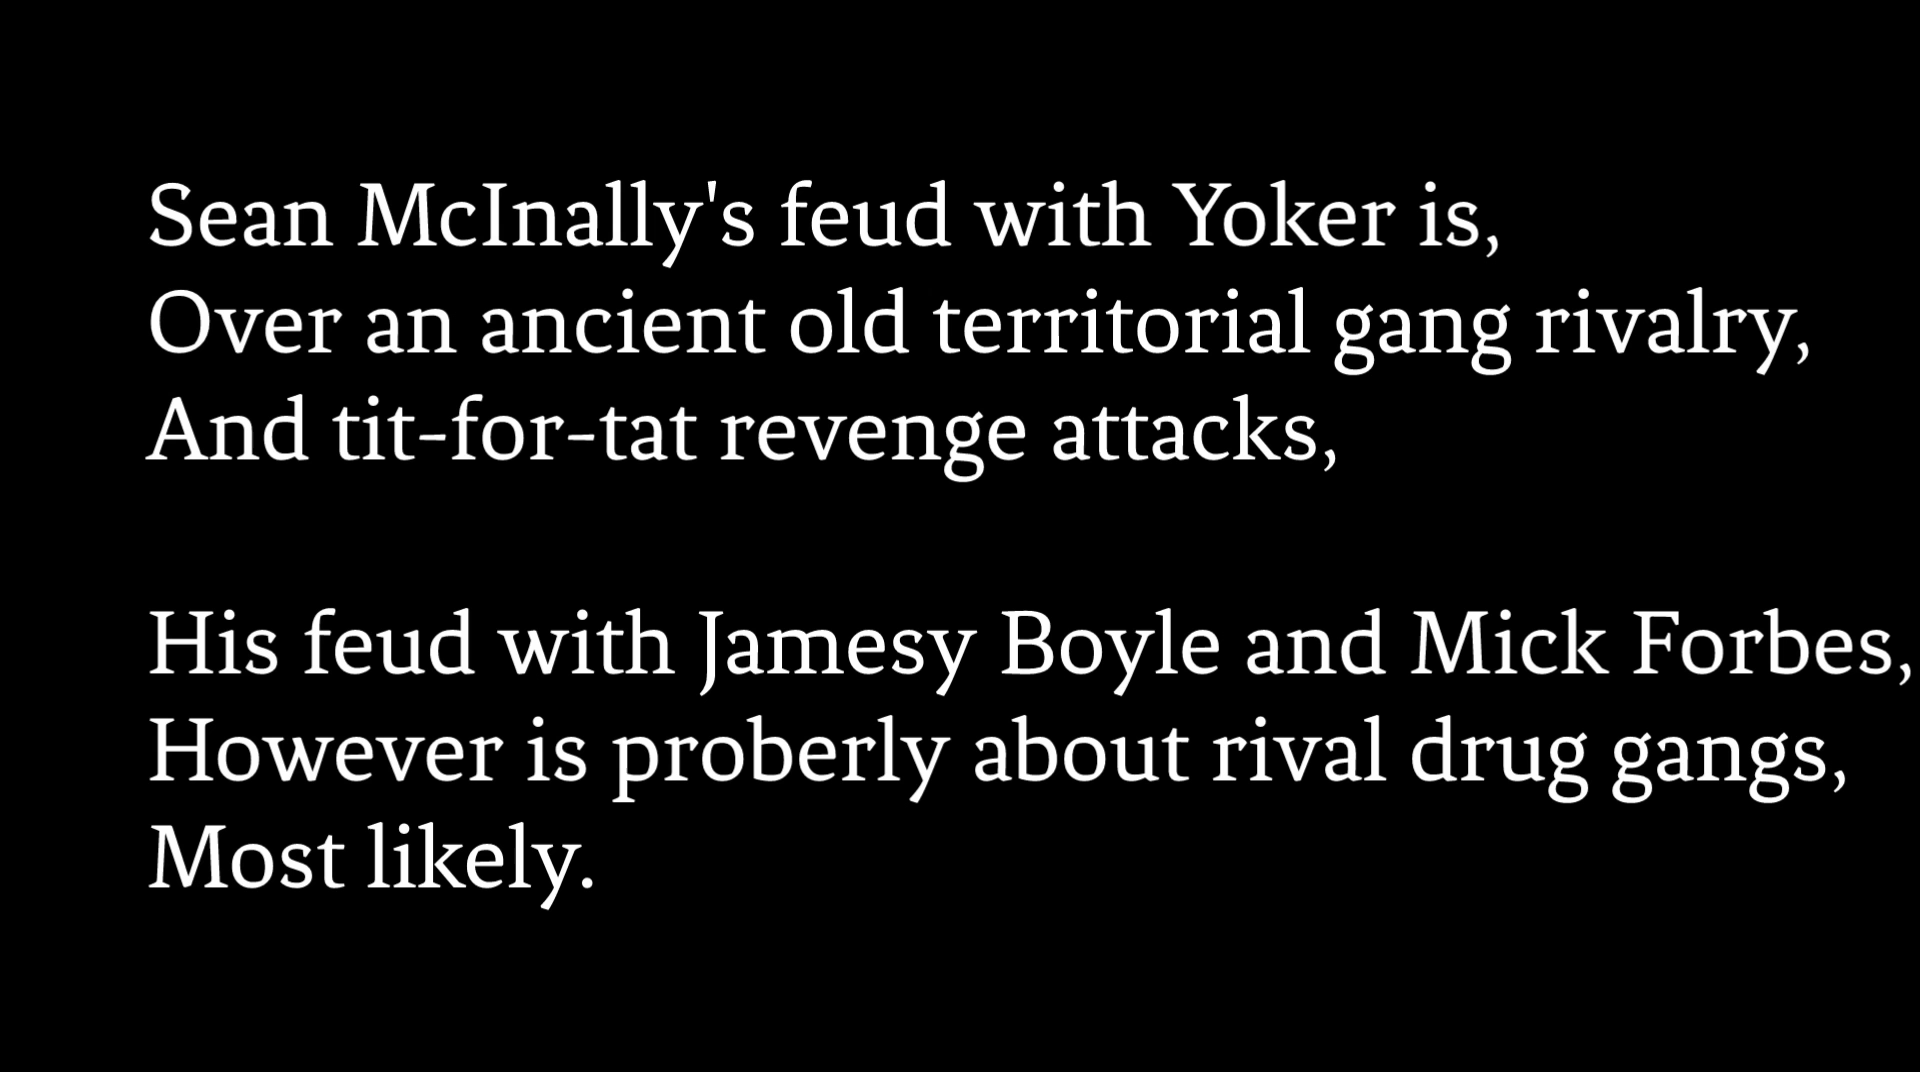 Sean McInally's feud with Yoker is,
Over an ancient old territorial gang rivalry,
And tit-for-tat revenge attacks,
His feud with Jamesy Boyle and Mick Forbes,
However is proberly about rival drug gangs,
Most likely.